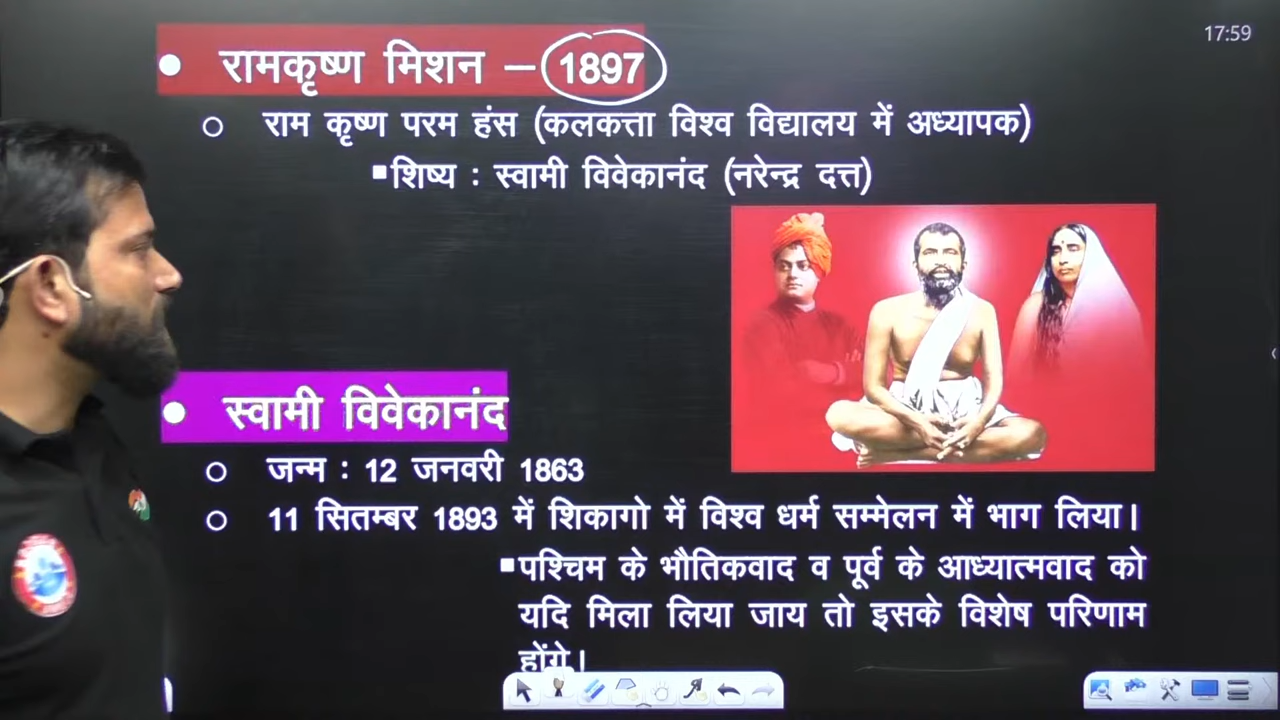 17:59
• रामकृष्ण मिशन – 1897
○ राम कृष्ण परम हंस (कलकत्ता विश्व विद्यालय में अध्यापक)
▪ शिष्य : स्वामी विवेकानंद (नरेन्द्र दत्त)
• स्वामी विवेकानंद
○ जन्म : 12 जनवरी 1863
○ 11 सितम्बर 1893 में शिकागो में विश्व धर्म सम्मेलन में भाग लिया।
▪ पश्चिम के भौतिकवाद व पूर्व के आध्यात्मवाद को
यदि मिला लिया जाय तो इसके विशेष परिणाम
होंगे।